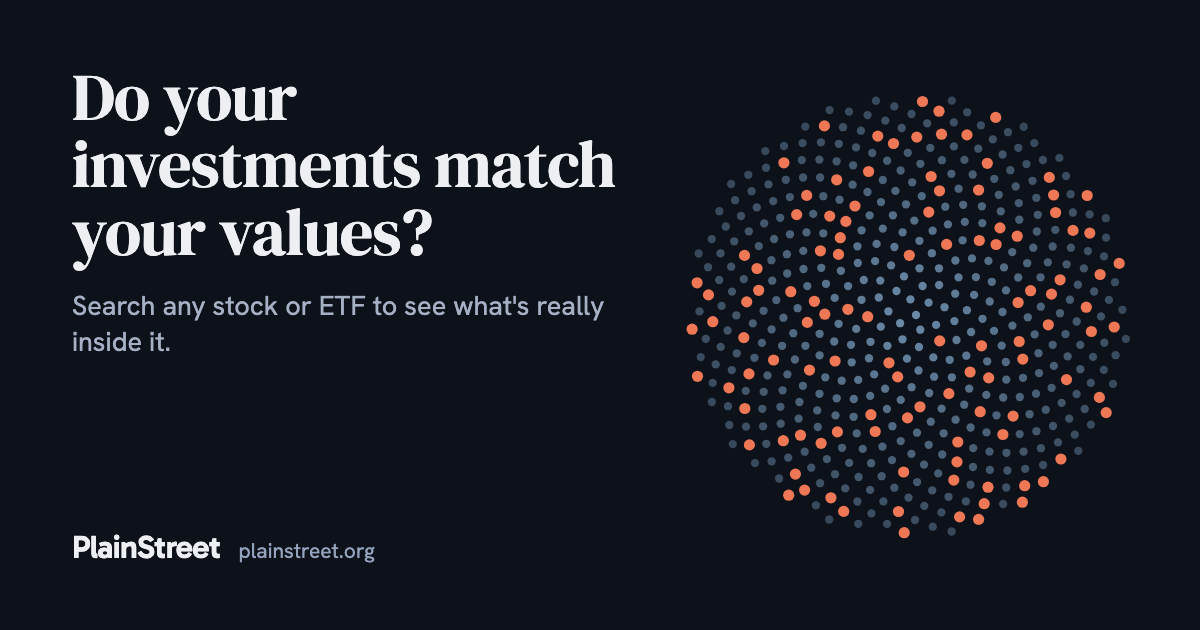 Do your
investments match
your values?
Search any stock or ETF to see what's really
inside it.
PlainStreet plainstreet.org